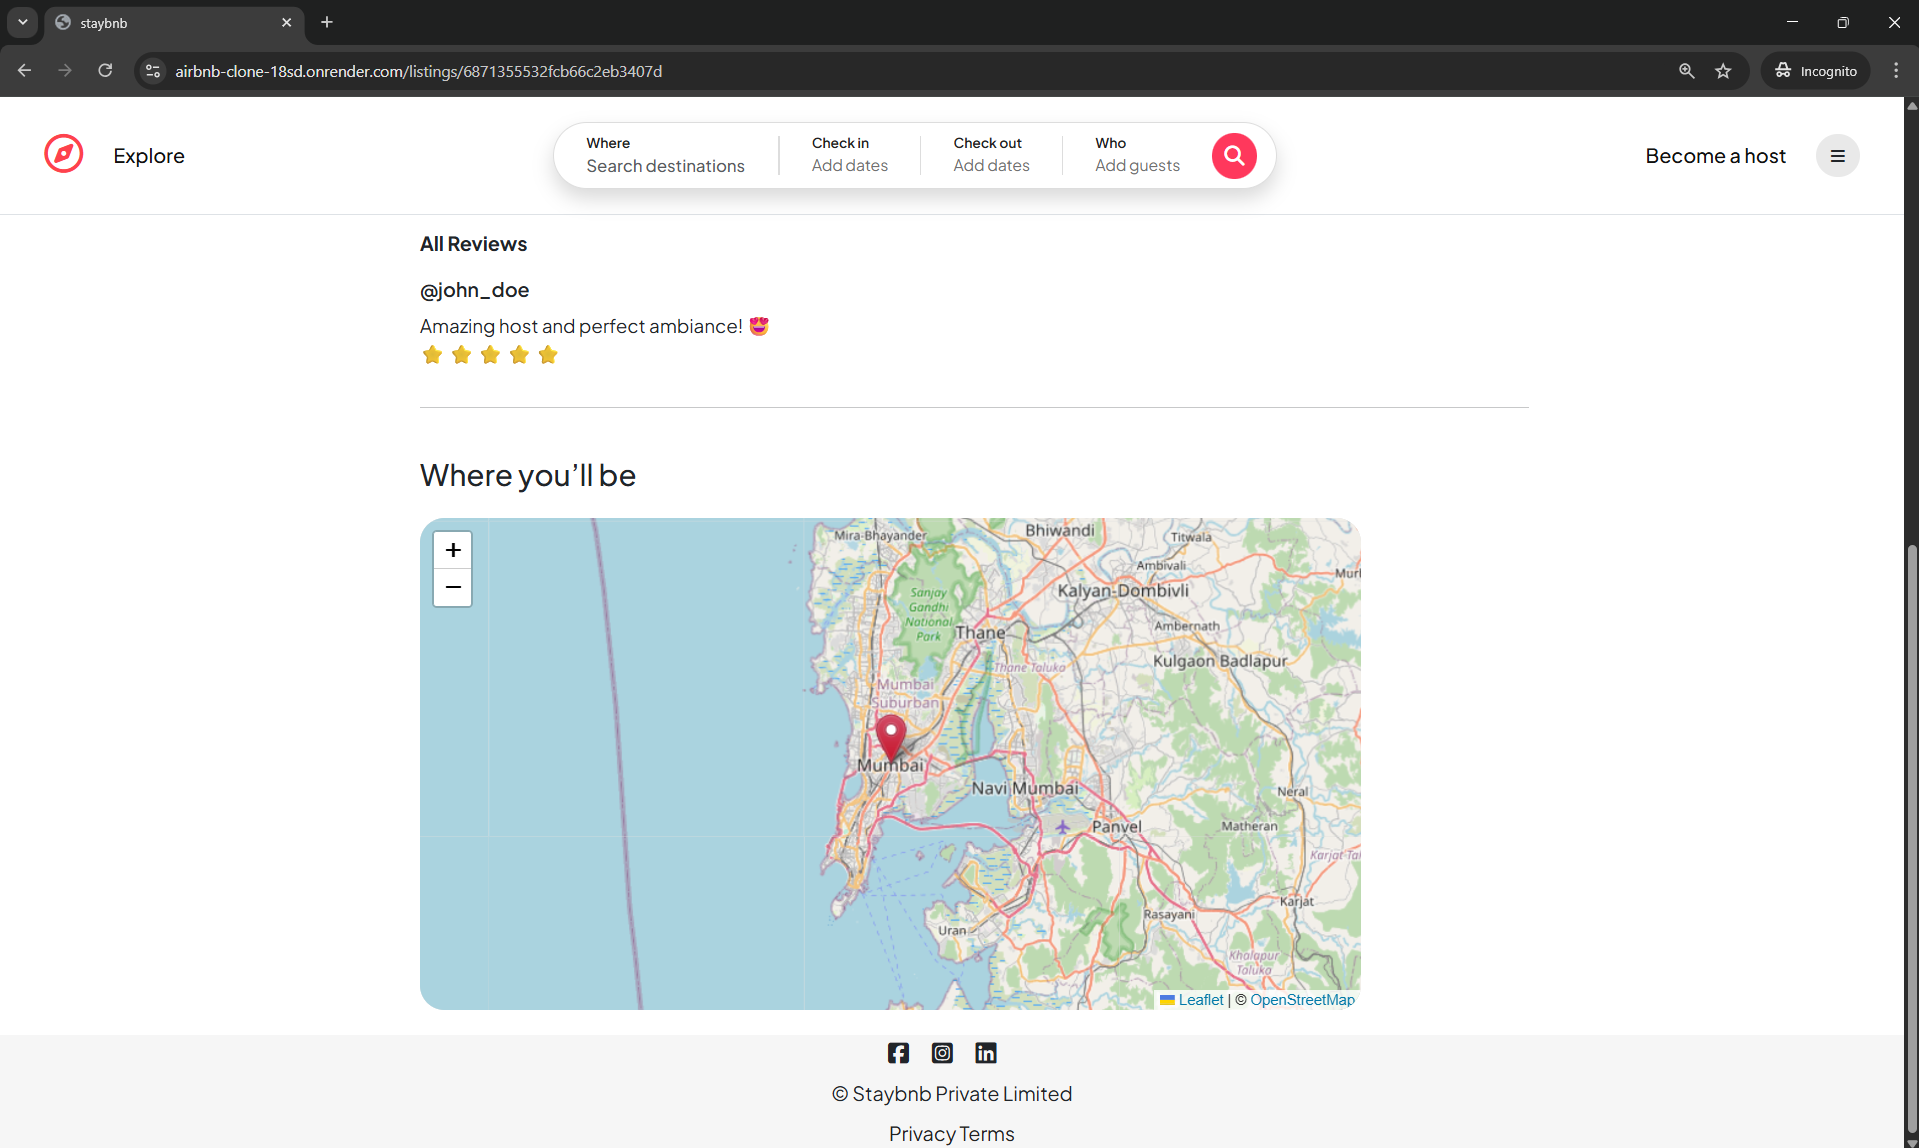 staybnb
airbnb-clone-18sd.onrender.com/listings/6871355532fcb66c2eb3407d
Incognito
Explore
Where
Search destinations
Check in
Add dates
Check out
Add dates
Who
Add guests
Become a host
All Reviews
@john_doe
Amazing host and perfect ambiance! 😍
⭐ ⭐ ⭐ ⭐ ⭐
Where you’ll be
+
−
Mira-Bhayander
Bhiwandi
Titwala
Ambivali
Kalyan-Dombivli
Sanjay
Gandhi
National
Park
Thane
Ambernath
Thane Taluka
Kulgaon Badlapur
Mumbai
Suburban
Mumbai
Navi Mumbai
Neral
Panvel
Matheran
Karjat
Rasayani
Uran
Khalapur
Taluka
Leaflet | © OpenStreetMap
© Staybnb Private Limited
Privacy Terms